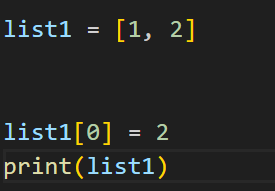 list1 = [1, 2]
list1[0] = 2
print(list1)